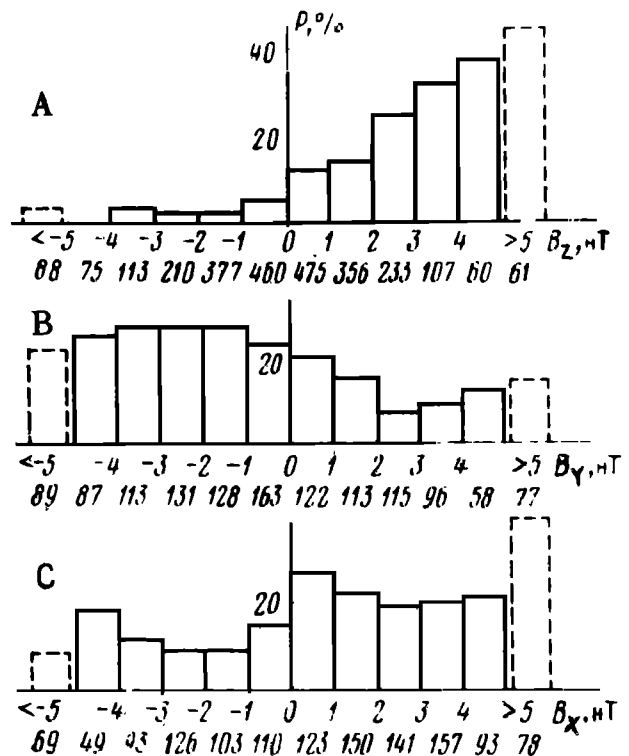 P, %
40
A
20
<-5 -4 -3 -2 -1 0 1 2 3 4 >5 Bz, нТ
88 75 113 210 377 460 475 356 233 107 60 61
B
20
<-5 -4 -3 -2 -1 0 1 2 3 4 >5 BY, нТ
89 87 113 131 128 163 122 113 115 96 58 77
C
20
<-5 -4 -3 -2 -1 0 1 2 3 4 >5 BX, нТ
69 49 93 126 103 110 123 150 141 157 93 78